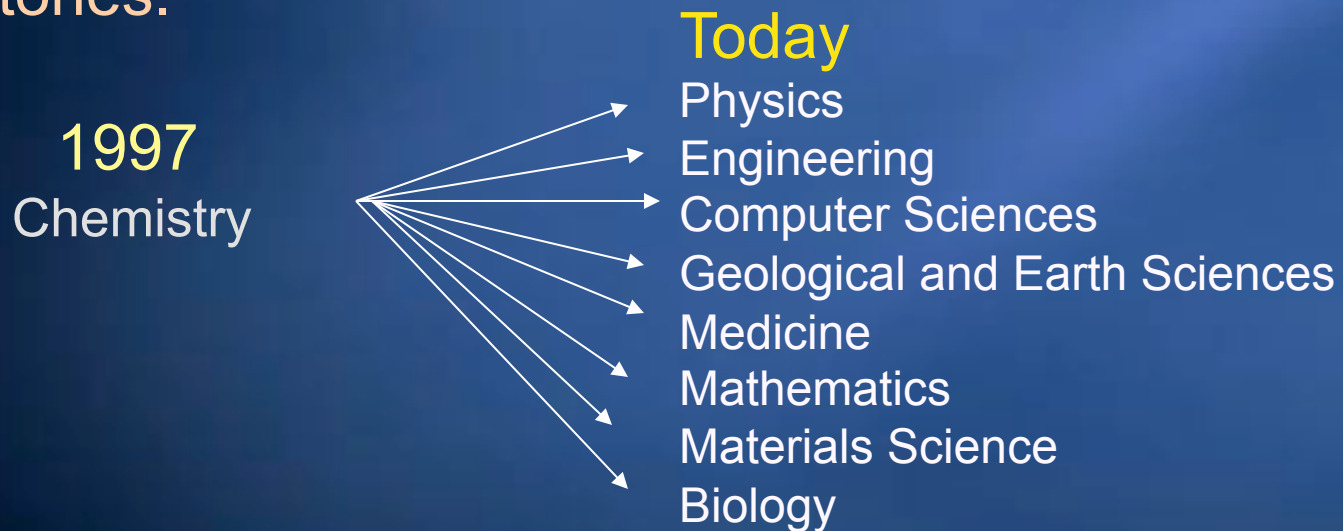 Today
Physics
1997
Engineering
Chemistry
Computer Sciences
Geological and Earth Sciences
Medicine
Mathematics
Materials Science
Biology